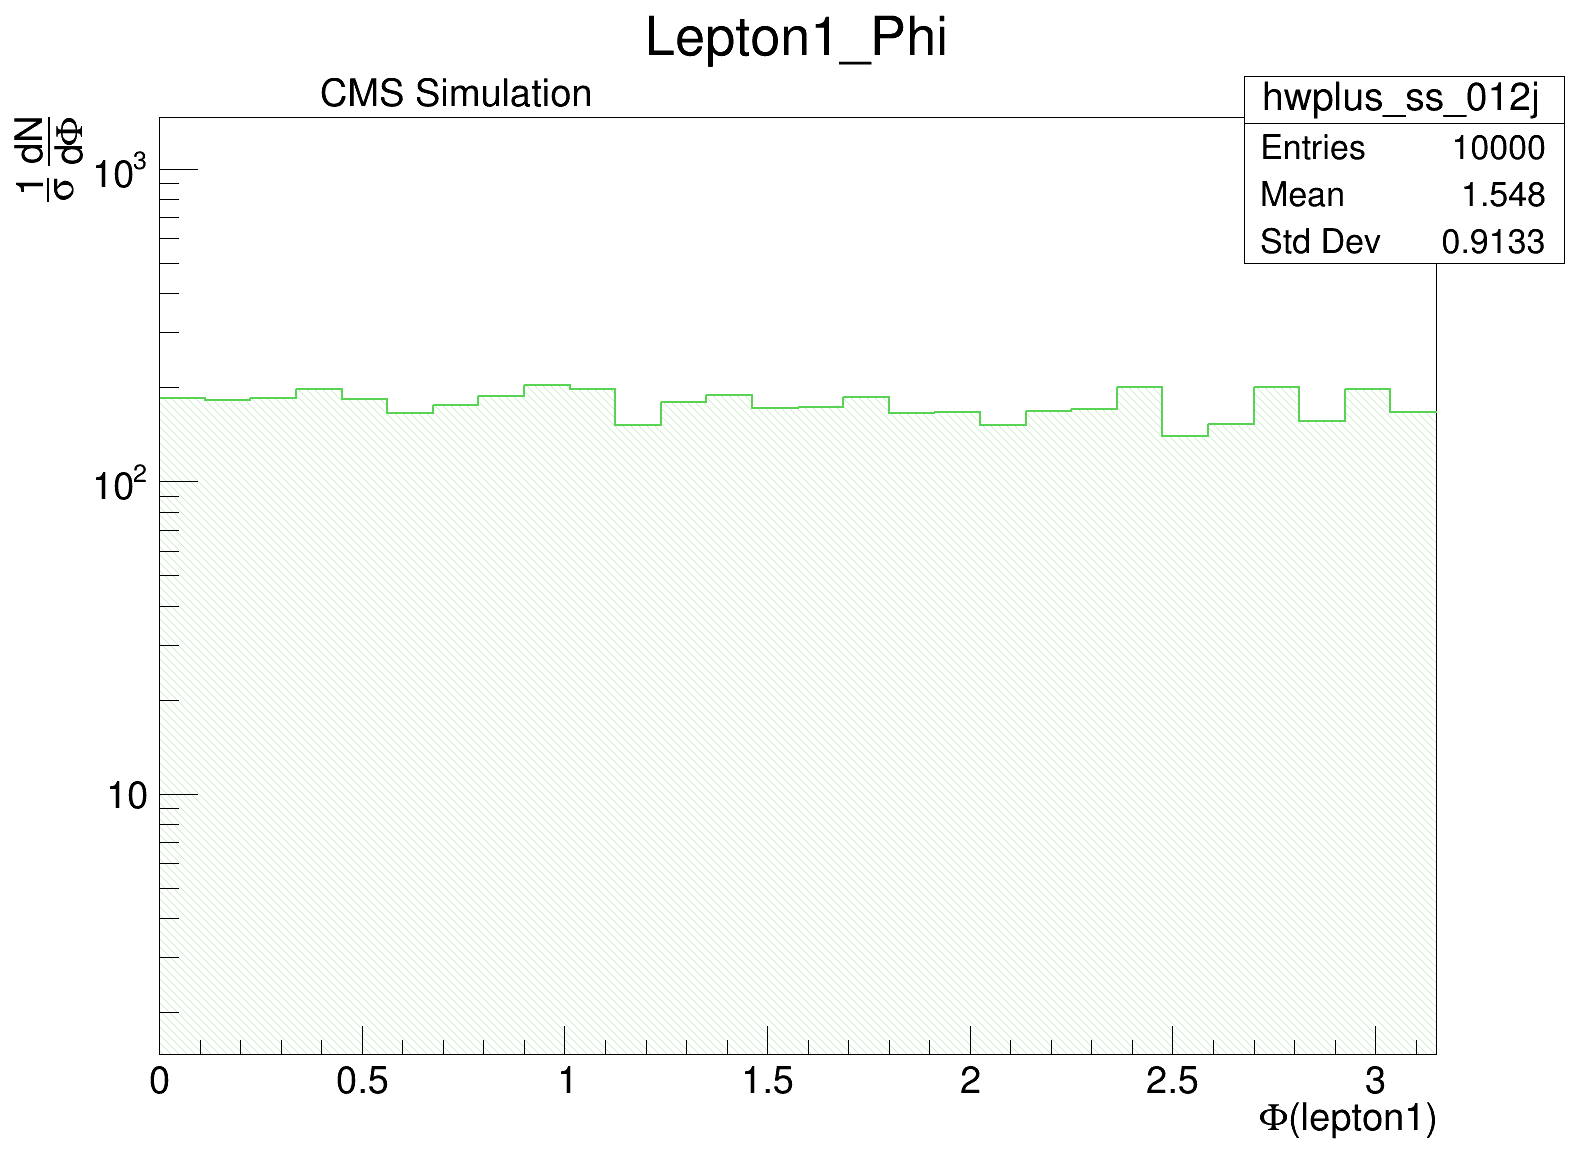 Lepton1_Phi
CMS Simulation
hwplus_ss_012j
Entries 10000
Mean 1.548
Std Dev 0.9133
1 dN
σ dΦ
10³
10²
10
0 0.5 1 1.5 2 2.5 3
Φ(lepton1)